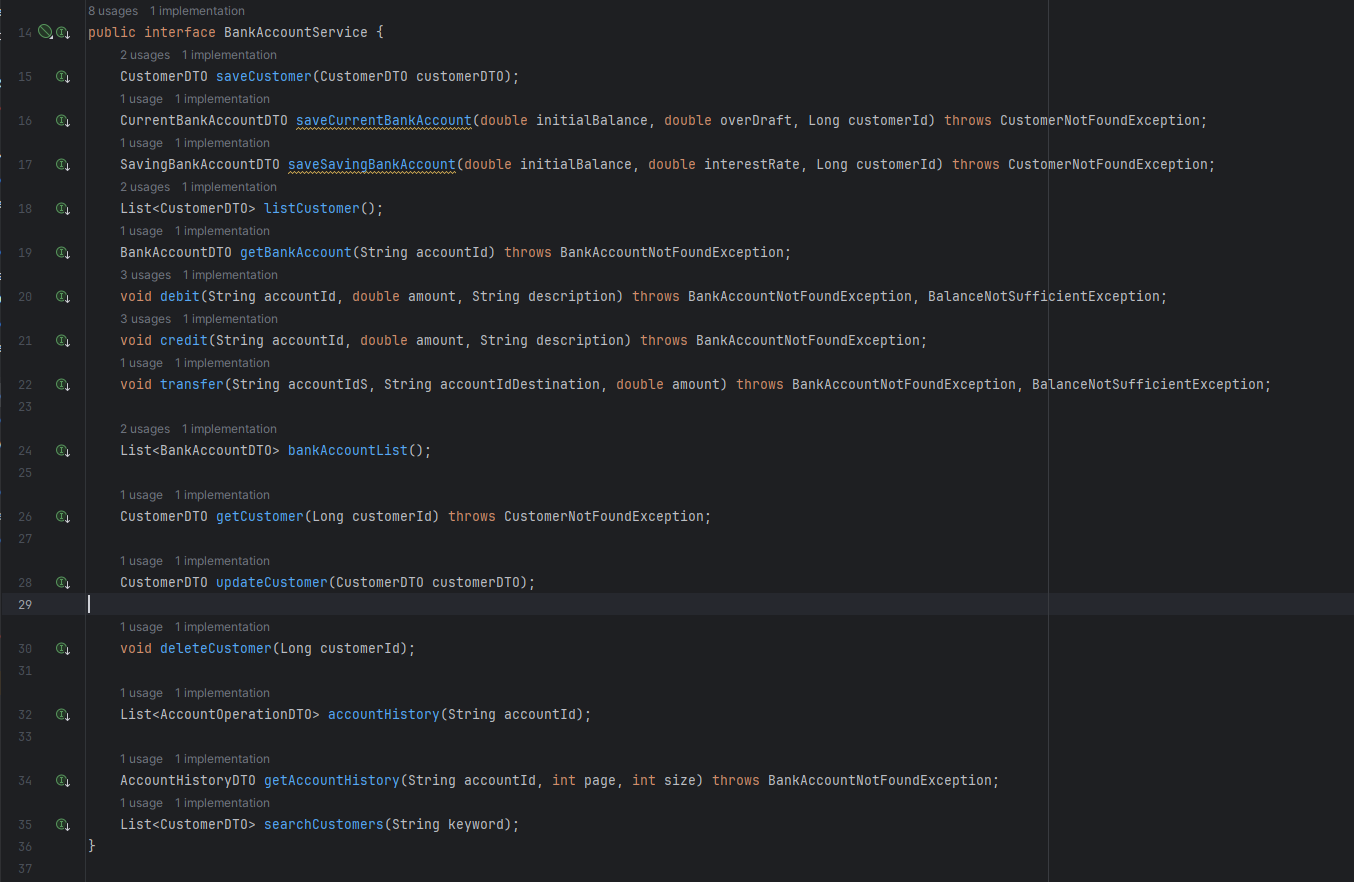 8 usages   1 implementation
14 public interface BankAccountService {
2 usages   1 implementation
15 CustomerDTO saveCustomer(CustomerDTO customerDTO);
1 usage   1 implementation
16 CurrentBankAccountDTO saveCurrentBankAccount(double initialBalance, double overDraft, Long customerId) throws CustomerNotFoundException;
1 usage   1 implementation
17 SavingBankAccountDTO saveSavingBankAccount(double initialBalance, double interestRate, Long customerId) throws CustomerNotFoundException;
2 usages   1 implementation
18 List<CustomerDTO> listCustomer();
1 usage   1 implementation
19 BankAccountDTO getBankAccount(String accountId) throws BankAccountNotFoundException;
3 usages   1 implementation
20 void debit(String accountId, double amount, String description) throws BankAccountNotFoundException, BalanceNotSufficientException;
3 usages   1 implementation
21 void credit(String accountId, double amount, String description) throws BankAccountNotFoundException;
1 usage   1 implementation
22 void transfer(String accountIdS, String accountIdDestination, double amount) throws BankAccountNotFoundException, BalanceNotSufficientException;
23
2 usages   1 implementation
24 List<BankAccountDTO> bankAccountList();
25
1 usage   1 implementation
26 CustomerDTO getCustomer(Long customerId) throws CustomerNotFoundException;
27
1 usage   1 implementation
28 CustomerDTO updateCustomer(CustomerDTO customerDTO);
29
1 usage   1 implementation
30 void deleteCustomer(Long customerId);
31
1 usage   1 implementation
32 List<AccountOperationDTO> accountHistory(String accountId);
33
1 usage   1 implementation
34 AccountHistoryDTO getAccountHistory(String accountId, int page, int size) throws BankAccountNotFoundException;
1 usage   1 implementation
35 List<CustomerDTO> searchCustomers(String keyword);
36 }
37